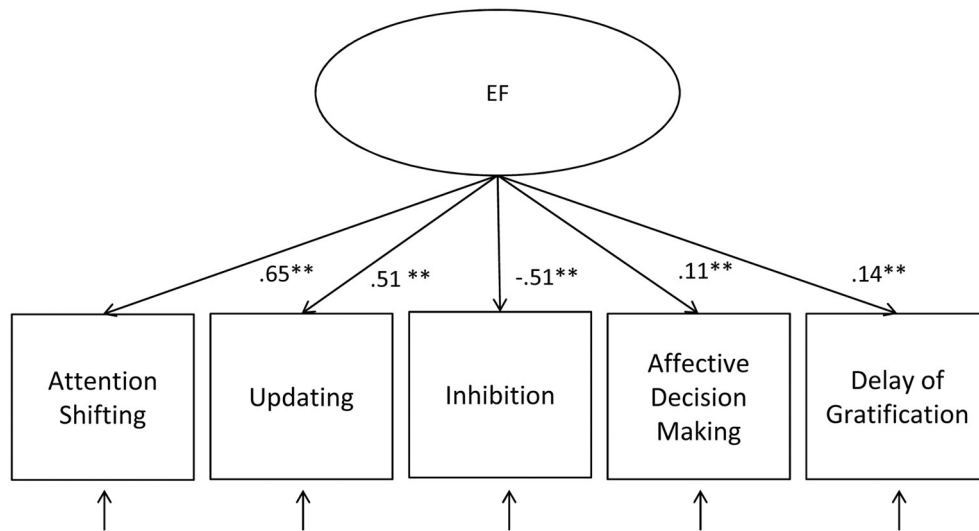 EF
.65**
.51 **
-.51**
.11**
.14**
Attention
Shifting
Updating
Inhibition
Affective
Decision
Making
Delay of
Gratification